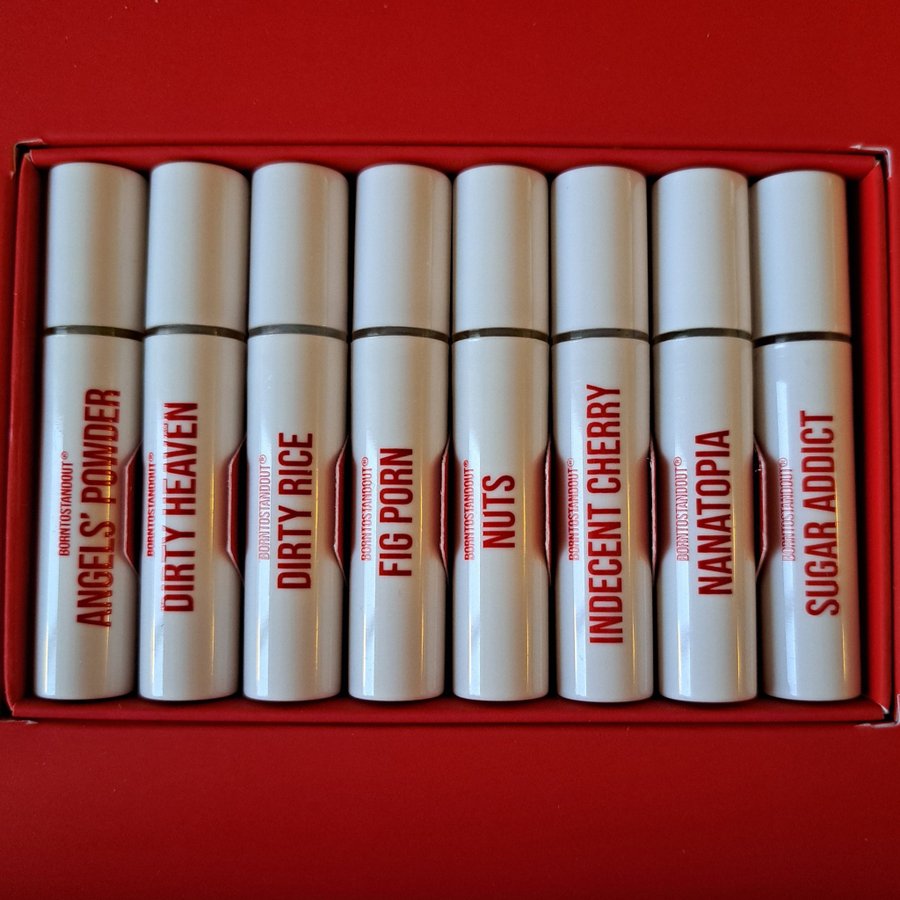 BORNTOSTANDOUT®
ANGELS' POWDER
BORNTOSTANDOUT®
DIRTY HEAVEN
BORNTOSTANDOUT®
DIRTY RICE
BORNTOSTANDOUT®
FIG PORN
BORNTOSTANDOUT®
NUTS
BORNTOSTANDOUT®
INDECENT CHERRY
BORNTOSTANDOUT®
NANATOPIA
BORNTOSTANDOUT®
SUGAR ADDICT